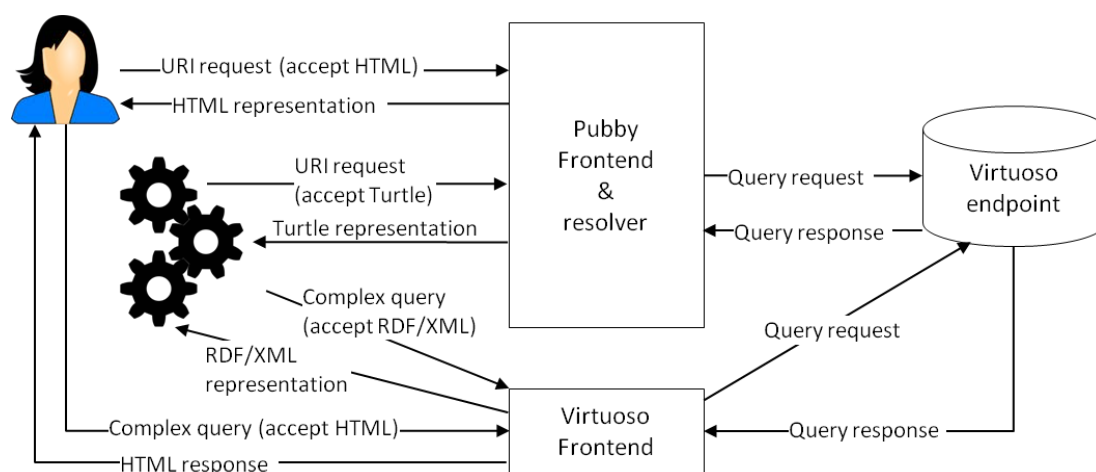 URI request (accept HTML)
HTML representation
URI request
(accept Turtle)
Turtle representation
Complex query
(accept RDF/XML)
RDF/XML
representation
Complex query (accept HTML)
HTML response
Pubby
Frontend
&
resolver
Virtuoso
Frontend
Query request
Query response
Query request
Query response
Virtuoso
endpoint